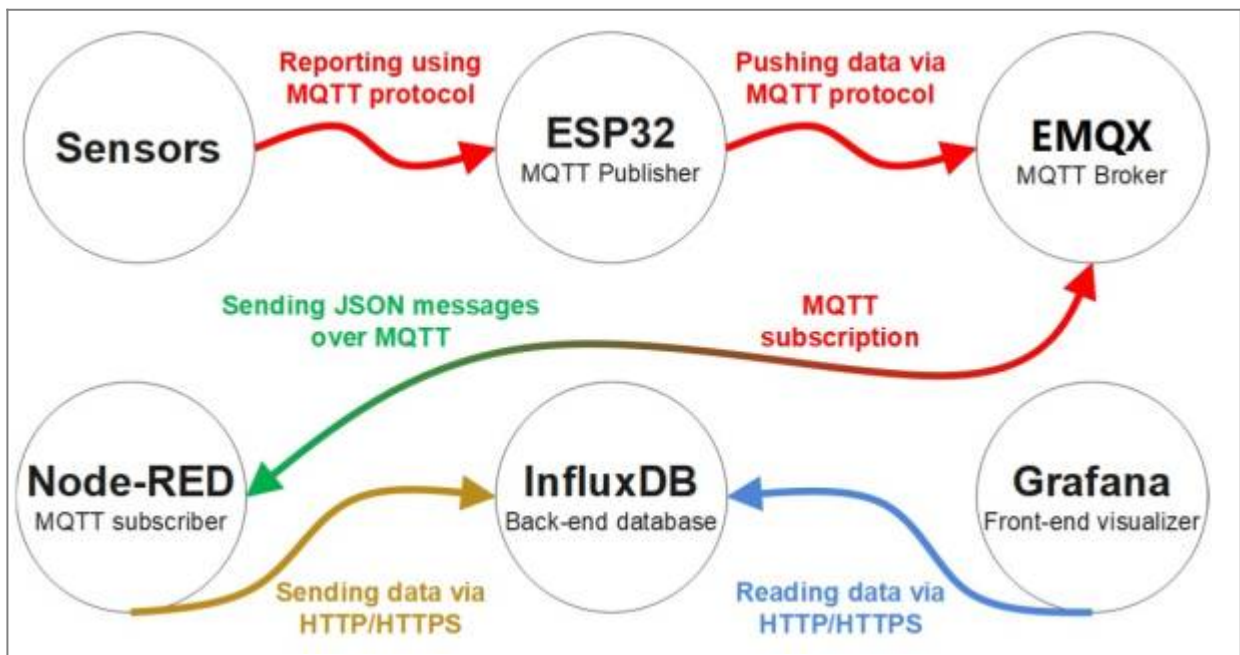 Reporting using
MQTT protocol
Pushing data via
MQTT protocol
Sensors
ESP32
MQTT Publisher
EMQX
MQTT Broker
Sending JSON messages
over MQTT
MQTT
subscription
Node-RED
MQTT subscriber
InfluxDB
Back-end database
Grafana
Front-end visualizer
Sending data via
HTTP/HTTPS
Reading data via
HTTP/HTTPS